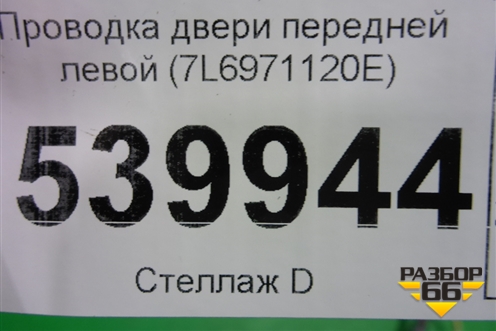 Проводка двери передней
левой (7L6971120E)
539944
Стеллаж D
РАЗБОР
66